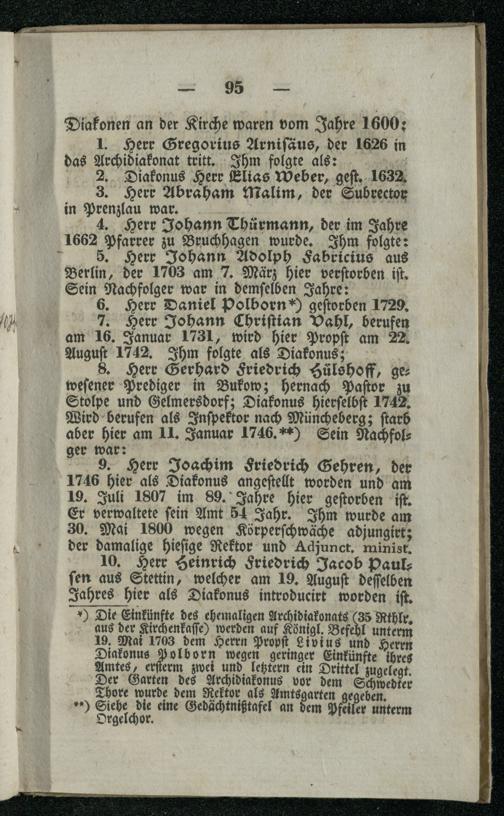 — 95 —
Diakonen an der Kirche waren vom Jahre 1600:
1. Herr Gregorius Arnisäus, der 1626 in
das Archidiakonat tritt. Ihm folgte als:
2. Diakonus Herr Elias Weber, gest. 1632.
3. Herr Abraham Malim, der Subrector
in Prenzlau war.
4. Herr Johann Thürmann, der im Jahre
1662 Pfarrer zu Bruchhagen wurde. Ihm folgte:
5. Herr Johann Adolph Fabricius aus
Berlin, der 1703 am 7. März hier verstorben ist.
Sein Nachfolger war in demselben Jahre:
6. Herr Daniel Polborn*) gestorben 1729.
7. Herr Johann Christian Vahl, berufen
am 16. Januar 1731, wird hier Propst am 22.
August 1742. Ihm folgte als Diakonus;
8. Herr Gerhard Friedrich Hülshoff, ge-
wesener Prediger in Bukow; hernach Pastor zu
Stolpe und Gelmersdorf; Diakonus hierselbst 1742.
Wird berufen als Inspektor nach Müncheberg; starb
aber hier am 11. Januar 1746.**) Sein Nachfol-
ger war:
9. Herr Joachim Friedrich Gehren, der
1746 hier als Diakonus angestellt worden und am
19. Juli 1807 im 89. Jahre hier gestorben ist.
Er verwaltete sein Amt 54 Jahr. Ihm wurde am
30. Mai 1800 wegen Körperschwäche adjungirt;
der damalige hiesige Rektor und Adjunct. minist.
10. Herr Heinrich Friedrich Jacob Paul-
sen aus Stettin, welcher am 19. August desselben
Jahres hier als Diakonus introducirt worden ist.
*) Die Einkünfte des ehemaligen Archidiakonats (35 Rthlr.
aus der Kirchenkasse) werden auf Königl. Befehl unterm
19. Mai 1703 dem Herrn Propst Livius und Herrn
Diakonus Polborn wegen geringer Einkünfte ihres
Amtes, ersterm zwei und letztern ein Drittel zugelegt.
Der Garten des Archidiakonus vor dem Schwedter
Thore wurde dem Rektor als Amtsgarten gegeben.
**) Siehe die eine Gedächtnißtafel an dem Pfeiler unterm
Orgelchor.